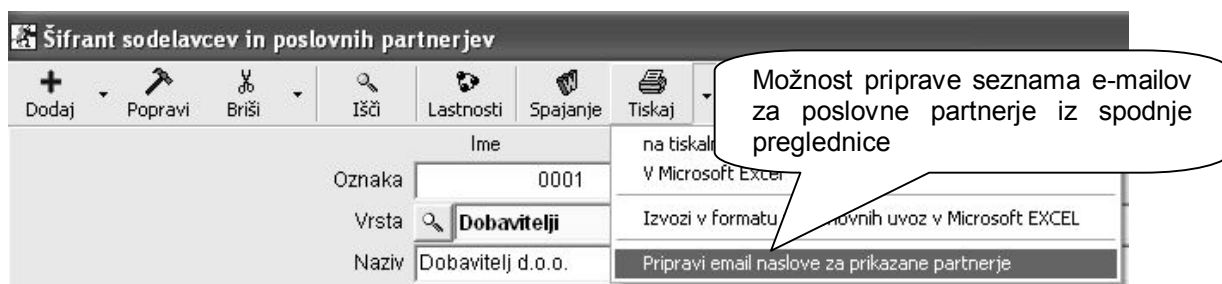 Šifrant sodelavcev in poslovnih partnerjev
Dodaj Popravi Briši Išči Lastnosti Spajanje Tiskaj
Možnost priprave seznama e-mailov
za poslovne partnerje iz spodnje
preglednice
Ime
na
Oznaka 0001
V Microsoft Excel
Vrsta Dobavitelji
Izvozi v formatu uvoz v Microsoft EXCEL
Naziv Dobavitelj d.o.o.
Pripravi email naslove za prikazane partnerje